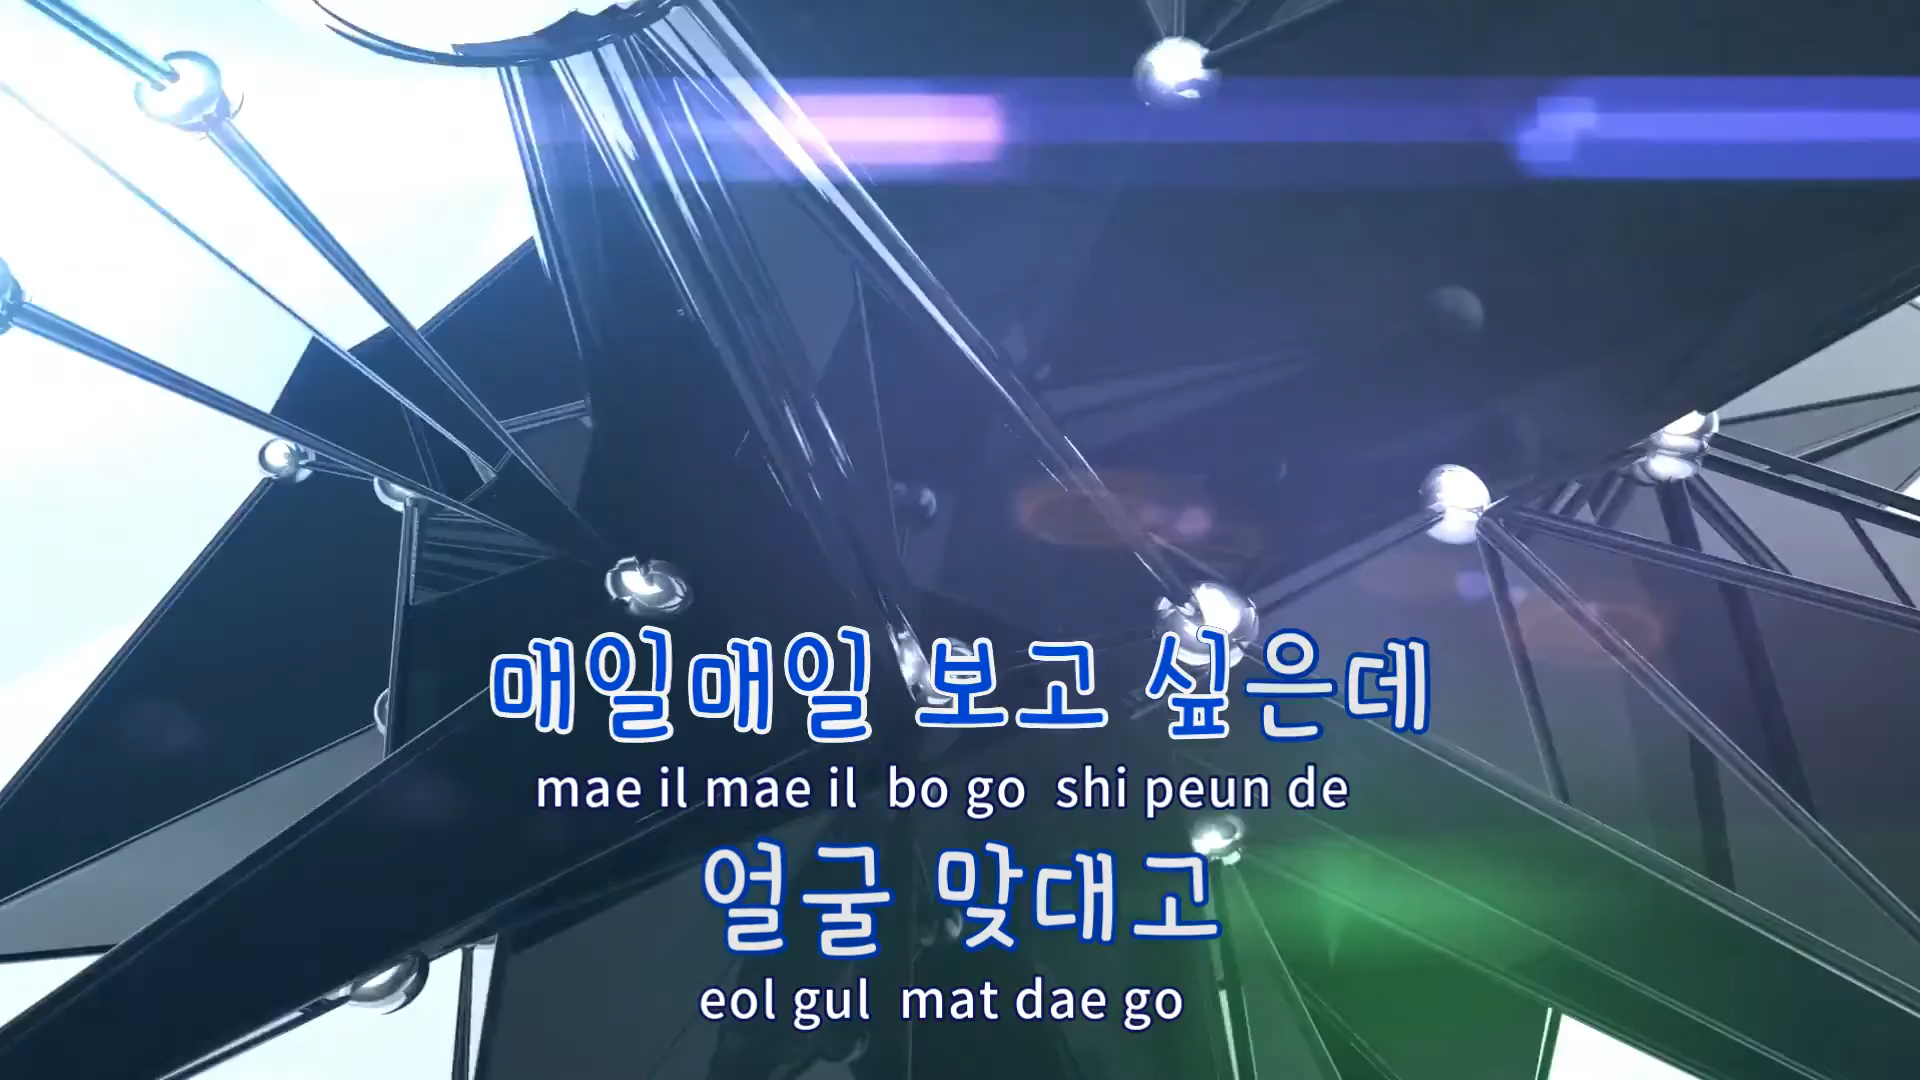 매일매일 보고 싶은데
mae il mae il bo go shi peun de
얼굴 맞대고
eol gul mat dae go